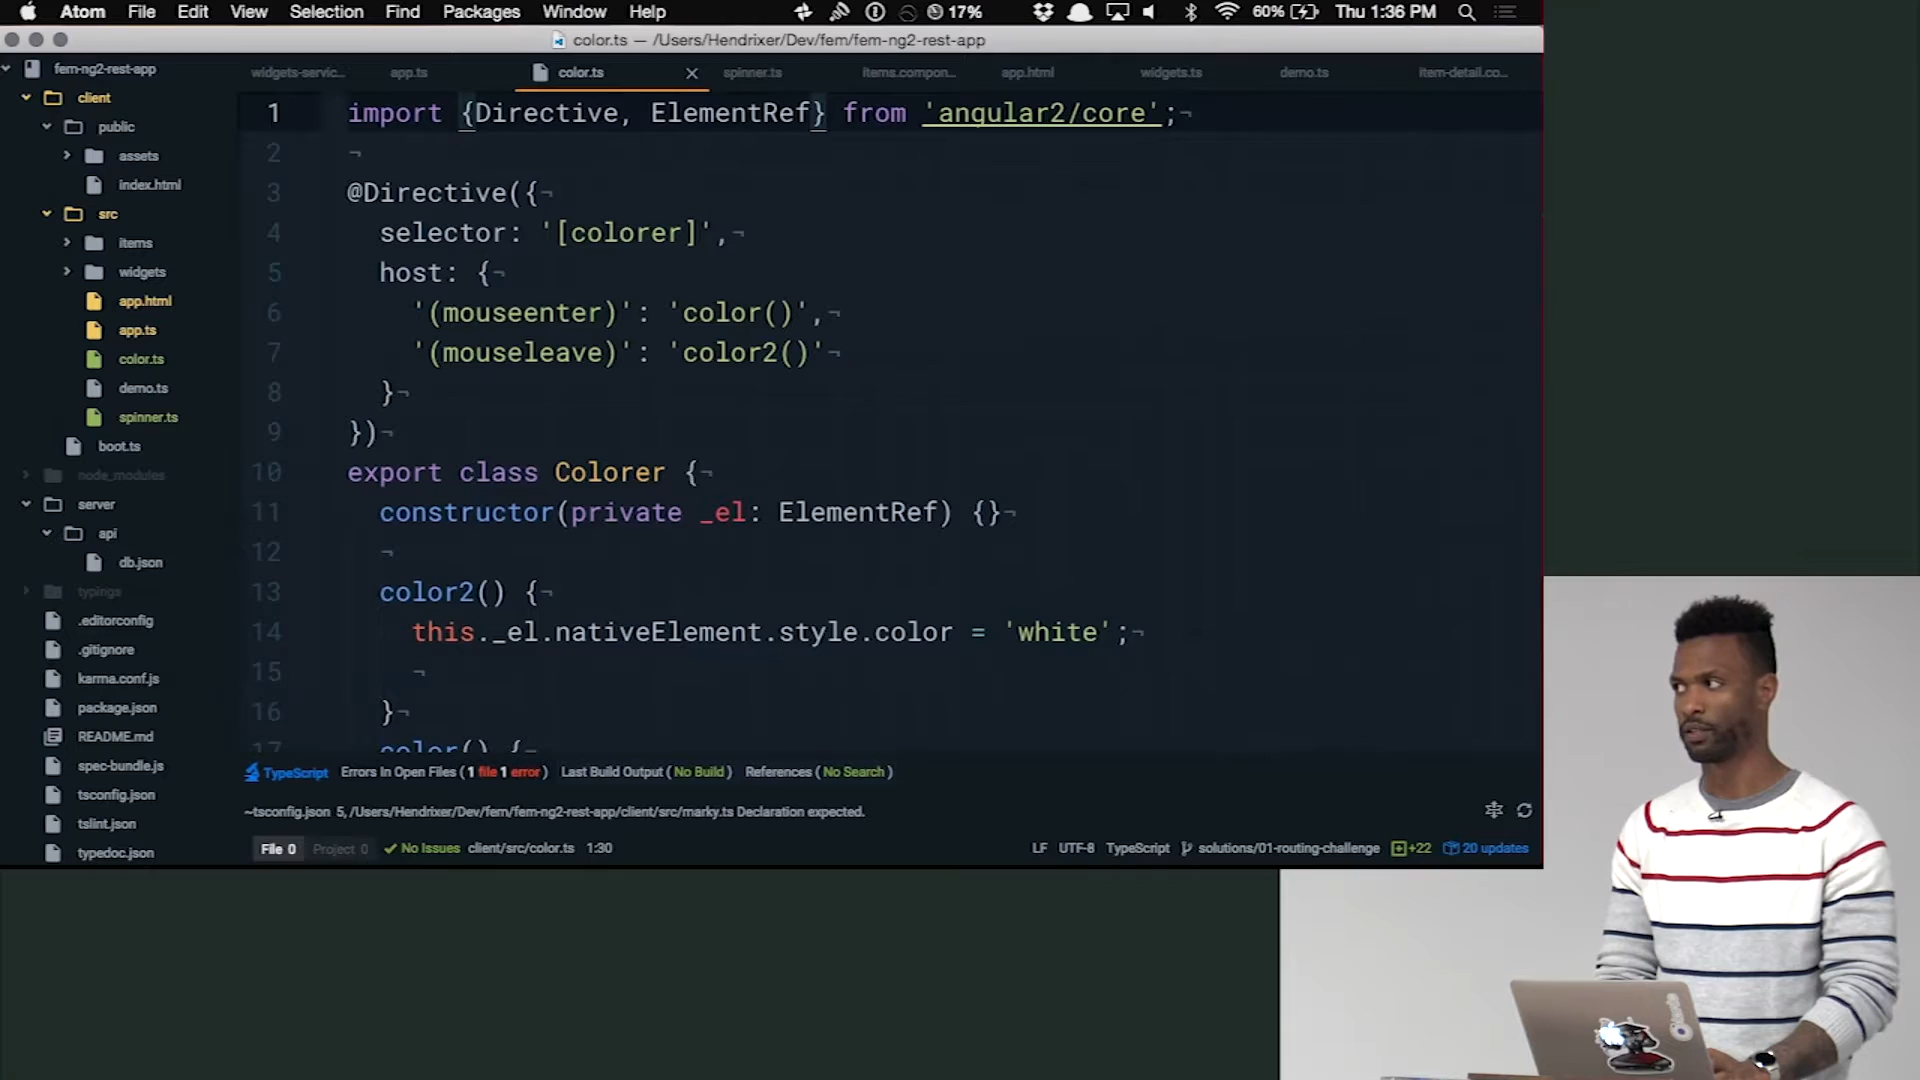 Atom File Edit View Selection Find Packages Window Help 17% 60% Thu 1:36 PM
color.ts — /Users/Hendrixer/Dev/fem/fem-ng2-rest-app
fem-ng2-rest-app
client
public
assets
index.html
src
items
widgets
app.html
app.ts
color.ts
demo.ts
spinner.ts
boot.ts
node_modules
server
api
db.json
typings
.editorconfig
.gitignore
karma.conf.js
package.json
README.md
spec-bundle.js
tsconfig.json
tslint.json
typedoc.json
widgets-servic... app.ts color.ts spinner.ts items.compon... app.html widgets.ts demo.ts item-detail.co...
1 import {Directive, ElementRef} from 'angular2/core';¬
2 ¬
3 @Directive({¬
4 selector: '[colorer]',¬
5 host: {¬
6 '(mouseenter)': 'color()',¬
7 '(mouseleave)': 'color2()'¬
8 }¬
9 })¬
10 export class Colorer {¬
11 constructor(private _el: ElementRef) {}¬
12 ¬
13 color2() {¬
14 this._el.nativeElement.style.color = 'white';¬
15 ¬
16 }¬
17 color() {¬
TypeScript Errors In Open Files ( 1 file 1 error ) Last Build Output ( No Build ) References ( No Search )
~tsconfig.json 5, /Users/Hendrixer/Dev/fem/fem-ng2-rest-app/client/src/marky.ts Declaration expected.
File 0 Project 0 No Issues client/src/color.ts 1:30 LF UTF-8 TypeScript solutions/01-routing-challenge +22 20 updates